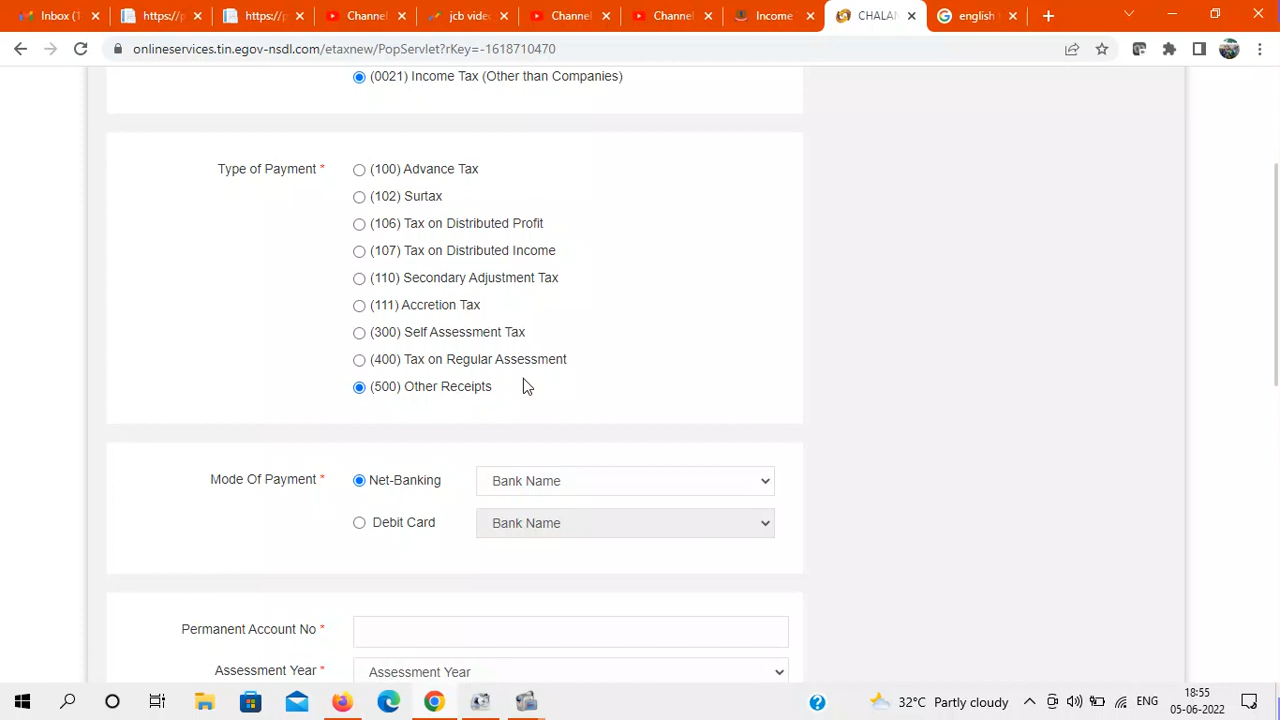 Inbox (1
https://p
https://p
Channel
jcb video
Channel
Channel
Income
CHALAN
english
onlineservices.tin.egov-nsdl.com/etaxnew/PopServlet?rKey=-1618710470
(0021) Income Tax (Other than Companies)
Type of Payment *
(100) Advance Tax
(102) Surtax
(106) Tax on Distributed Profit
(107) Tax on Distributed Income
(110) Secondary Adjustment Tax
(111) Accretion Tax
(300) Self Assessment Tax
(400) Tax on Regular Assessment
(500) Other Receipts
Mode Of Payment *
Net-Banking
Bank Name
Debit Card
Bank Name
Permanent Account No *
Assessment Year *
Assessment Year
32°C Partly cloudy
ENG
18:55
05-06-2022